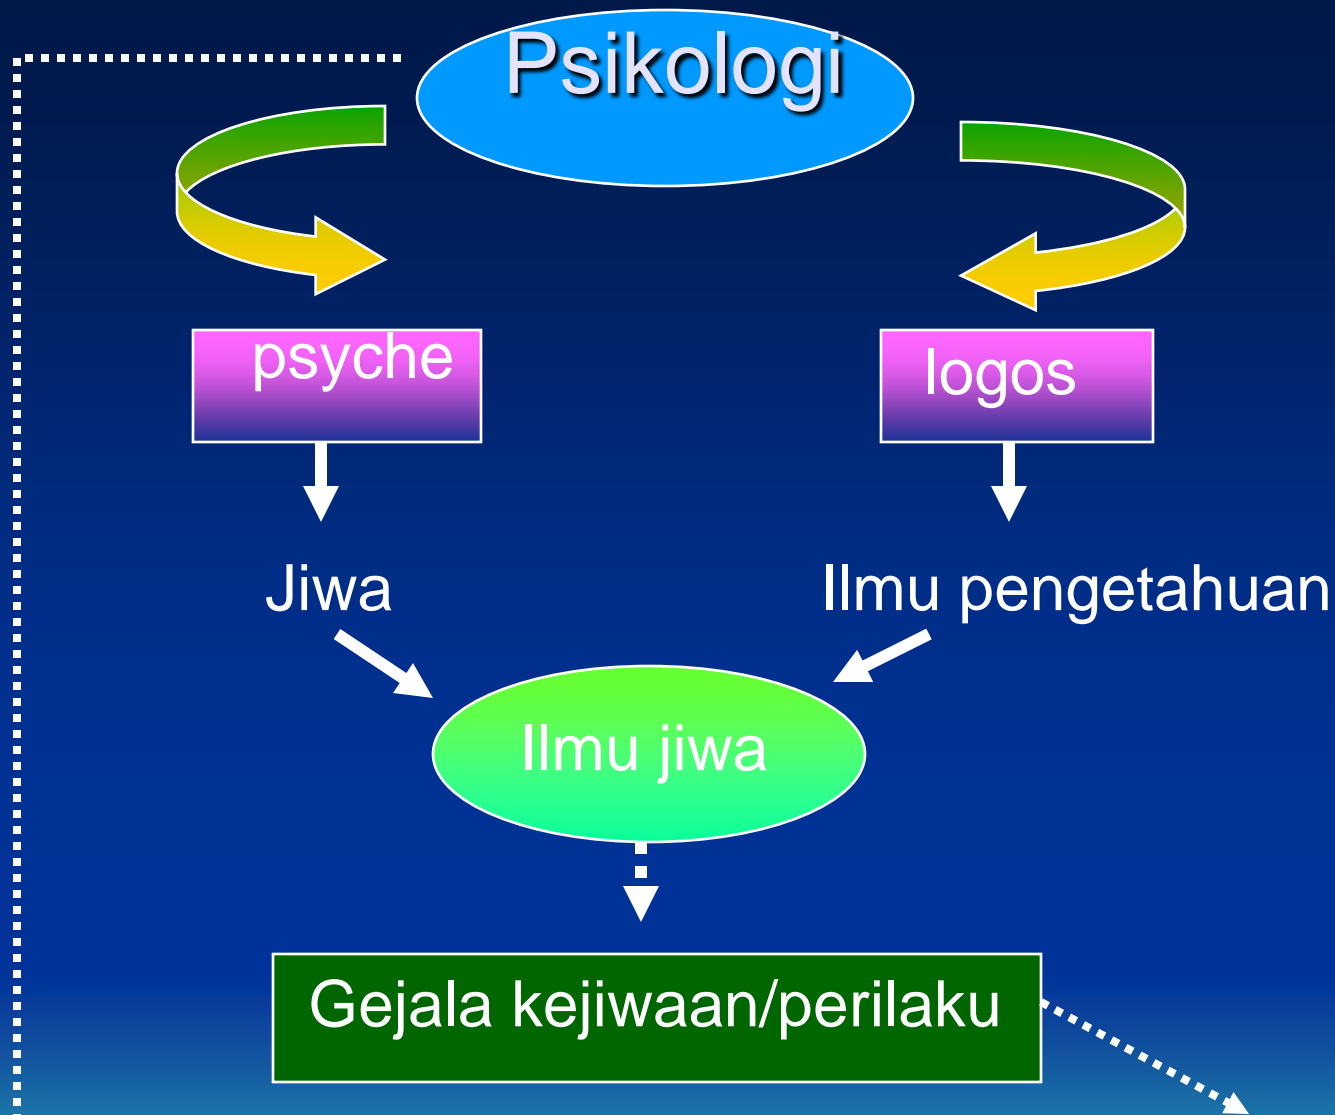 Psikologi
psyche
logos
Jiwa
Ilmu pengetahuan
Ilmu jiwa
Gejala kejiwaan/perilaku